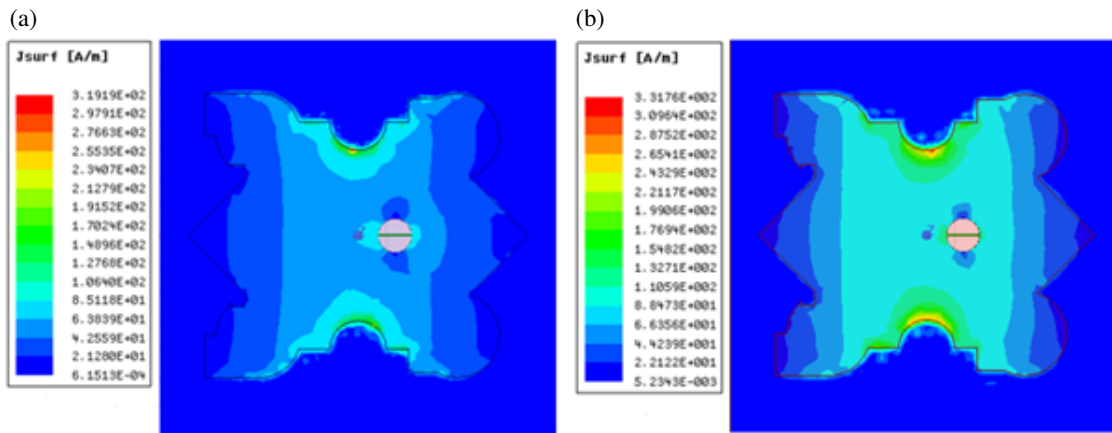 (a)
Jsurf [A/m]
3.1919E+02
2.9791E+02
2.7663E+02
2.5535E+02
2.3407E+02
2.1279E+02
1.9152E+02
1.7024E+02
1.4896E+02
1.2768E+02
1.0640E+02
8.5118E+01
6.3839E+01
4.2559E+01
2.1280E+01
6.1513E-04
(b)
Jsurf [A/m]
3.3176E+002
3.0964E+002
2.8752E+002
2.6541E+002
2.4329E+002
2.2117E+002
1.9906E+002
1.7694E+002
1.5482E+002
1.3271E+002
1.1059E+002
8.8473E+001
6.6356E+001
4.4239E+001
2.2122E+001
5.2343E-003